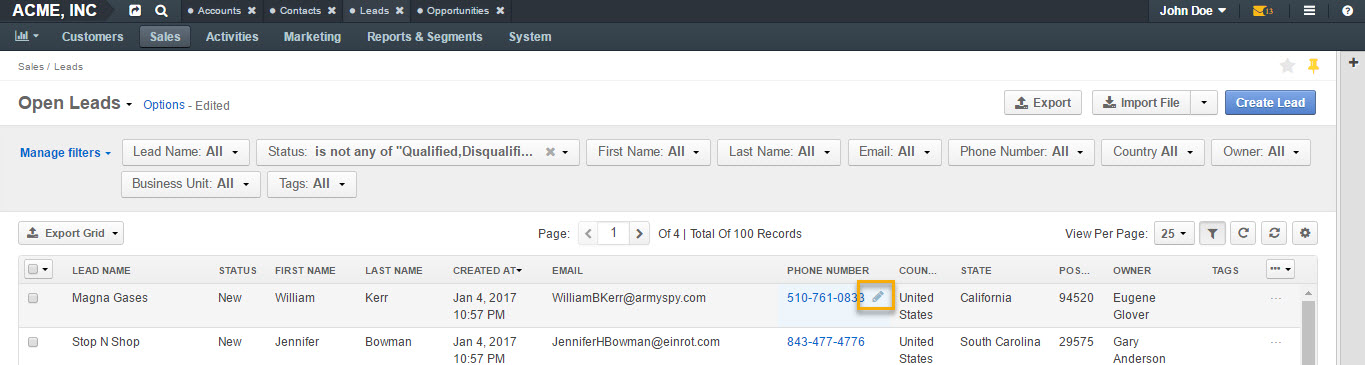 ACME, INC Accounts ✖ Contacts ✖ Leads ✖ Opportunities ✖ John Doe 13
Customers Sales Activities Marketing Reports & Segments System
Sales / Leads
Open Leads Options - Edited Export Import File Create Lead
Manage filters Lead Name: All Status: is not any of "Qualified,Disqualifi... ✖ First Name: All Last Name: All Email: All Phone Number: All Country All Owner: All
Business Unit: All Tags: All
Export Grid Page: 1 Of 4 | Total Of 100 Records View Per Page: 25
LEAD NAME STATUS FIRST NAME LAST NAME CREATED AT EMAIL PHONE NUMBER COUN... STATE POS... OWNER TAGS ...
Magna Gases New William Kerr Jan 4, 2017 WilliamBKerr@armyspy.com 510-761-0833 United California 94520 Eugene ...
10:57 PM States Glover
Stop N Shop New Jennifer Bowman Jan 4, 2017 JenniferHBowman@einrot.com 843-477-4776 United South Carolina 29575 Gary ...
10:57 PM States Anderson